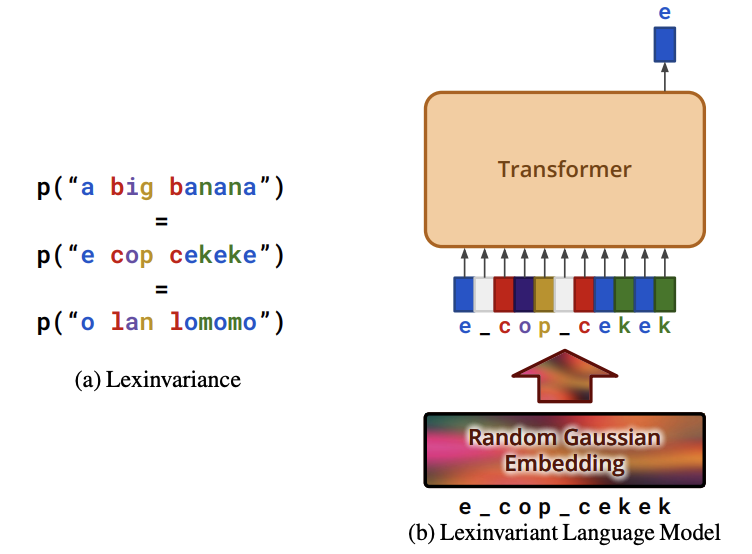 p(“a big banana”)
=
p(“e cop cekeke”)
=
p(“o lan lomomo”)
(a) Lexinvariance
e
Transformer
e _ c o p _ c e k e k
Random Gaussian
Embedding
e _ c o p _ c e k e k
(b) Lexinvariant Language Model